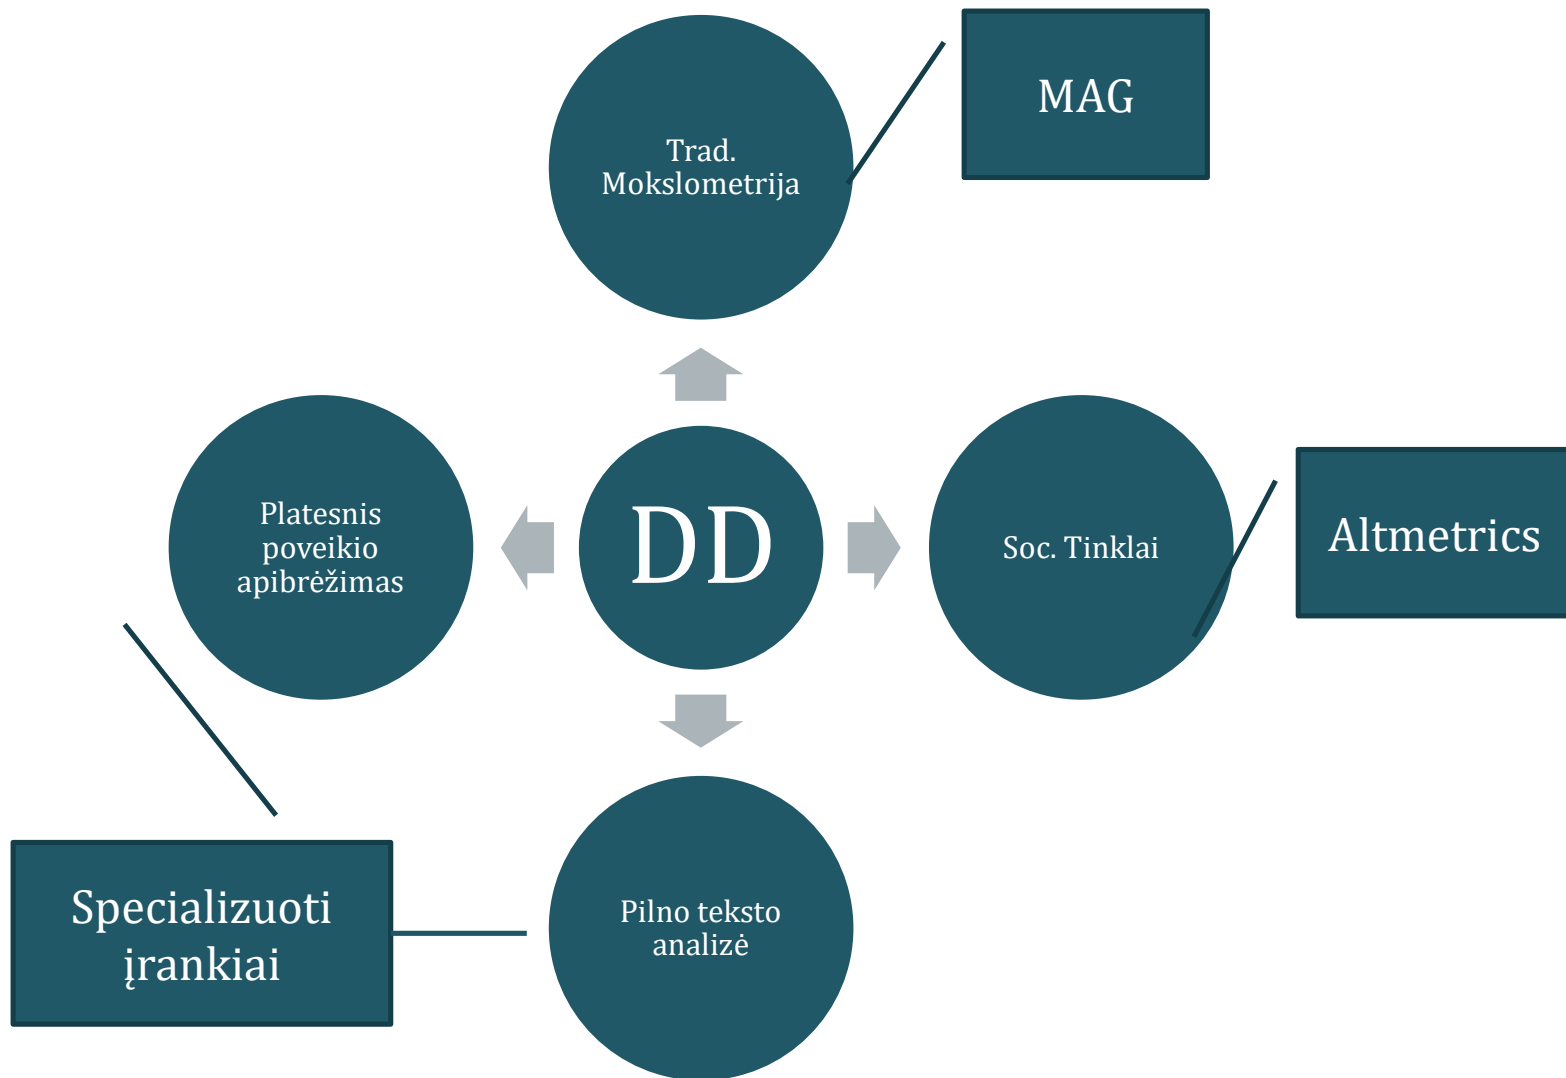 MAG
Trad.
Mokslometrija
Platesnis
poveikio
apibrėžimas
DD
Soc. Tinklai
Altmetrics
Specializuoti
įrankiai
Pilno teksto
analizė